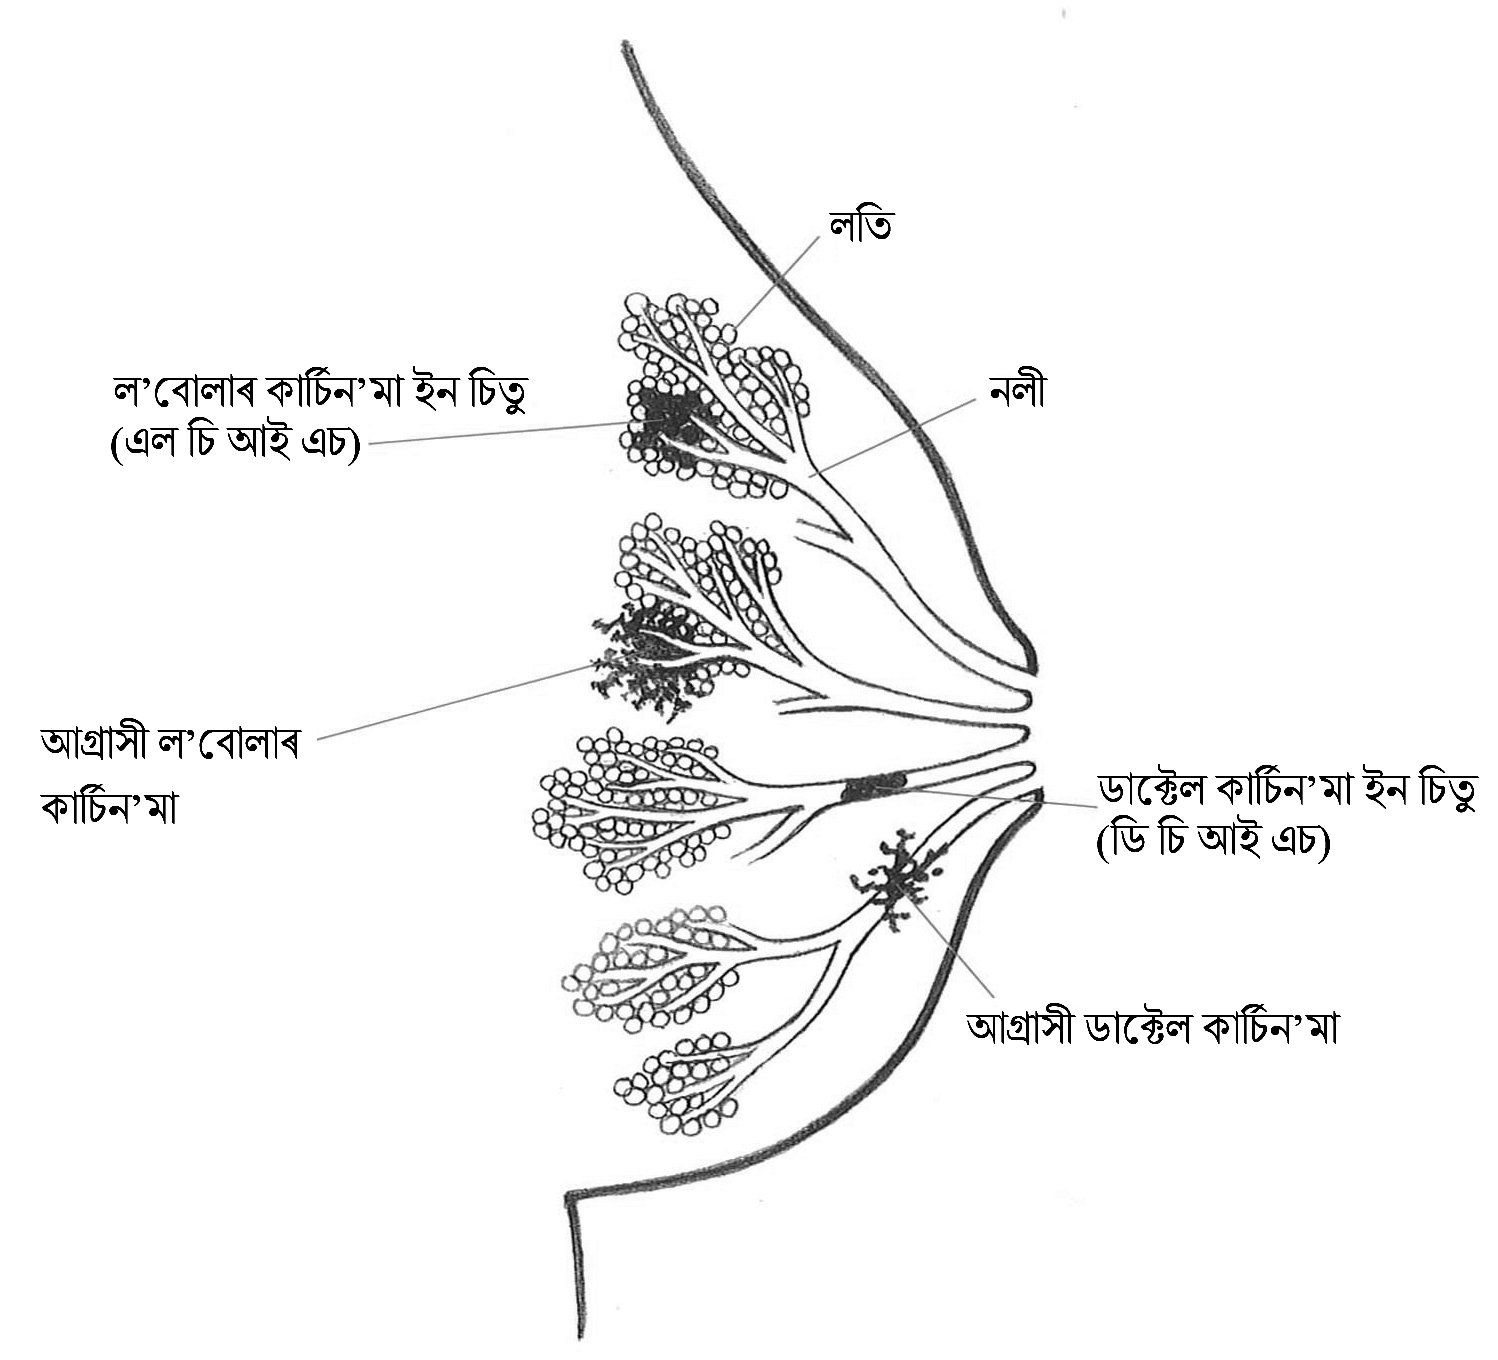 লতি
ল’বোলাৰ কাৰ্চিন’মা ইন চিতু
(এল চি আই এচ)
নলী
আগ্ৰাসী ল’বোলাৰ
কাৰ্চিন’মা
ডাক্টেল কাৰ্চিন’মা ইন চিতু
(ডি চি আই এচ)
আগ্ৰাসী ডাক্টেল কাৰ্চিন’মা